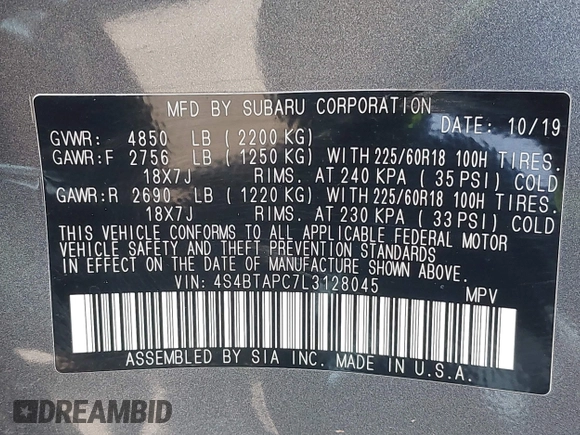 MFD BY SUBARU CORPORATION
DATE: 10/19
GVWR: 4850 LB (2200 KG)
GAWR:F 2756 LB (1250 KG) WITH 225/60R18 100H TIRES.
18X7J RIMS. AT 240 KPA (35 PSI) COLD
GAWR:R 2690 LB (1220 KG) WITH 225/60R18 100H TIRES.
18X7J RIMS. AT 230 KPA (33 PSI) COLD
THIS VEHICLE CONFORMS TO ALL APPLICABLE FEDERAL MOTOR
VEHICLE SAFETY AND THEFT PREVENTION STANDARDS
IN EFFECT ON THE DATE OF MANUFACTURE SHOWN ABOVE.
VIN: 4S4BTAPC7L3128045 MPV
ASSEMBLED BY SIA INC. MADE IN U.S.A.
DREAMBID